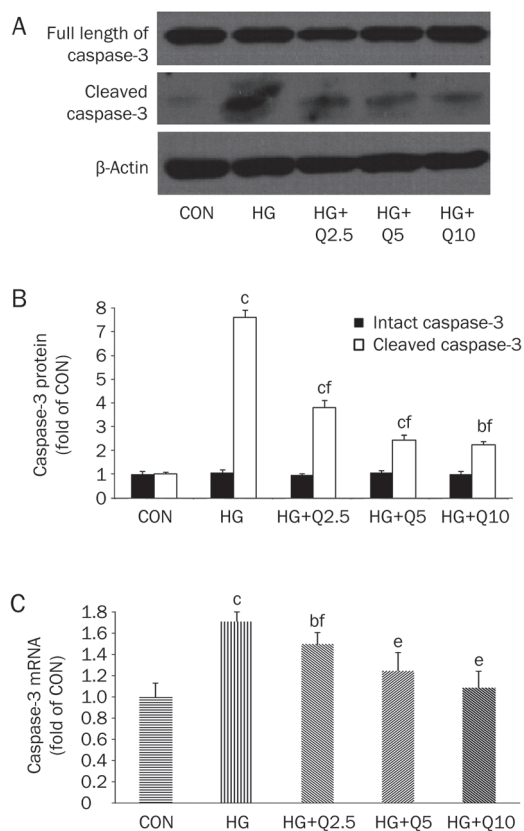 A
Full length of
caspase-3
Cleaved
caspase-3
β-Actin
CON HG HG+ HG+ HG+
Q2.5 Q5 Q10
B
Caspase-3 protein
(fold of CON)
8
7
6
5
4
3
2
1
0
c
cf
cf
bf
Intact caspase-3
Cleaved caspase-3
CON HG HG+Q2.5 HG+Q5 HG+Q10
C
Caspase-3 mRNA
(fold of CON)
1.8
1.6
1.4
1.2
1.0
0.8
0.6
0.4
0.2
0
c
bf
e
e
CON HG HG+Q2.5 HG+Q5 HG+Q10